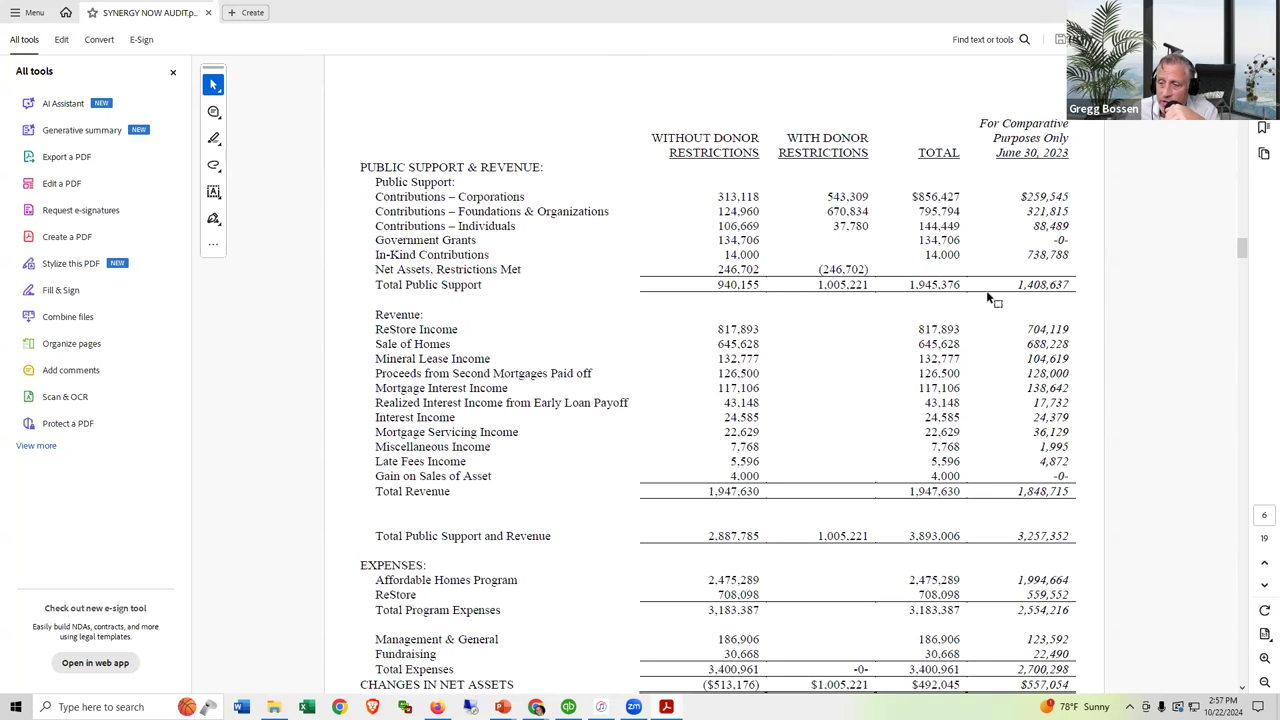 Menu SYNERGY NOW AUDIT.p... × + Create
All tools Edit Convert E-Sign Find text or tools
All tools ×
AI Assistant NEW
Generative summary NEW
Export a PDF
Edit a PDF
Request e-signatures
Create a PDF
Stylize this PDF NEW
Fill & Sign
Combine files
Organize pages
Add comments
Scan & OCR
Protect a PDF
View more
Check out new e-sign tool
Easily build NDAs, contracts, and more
using legal templates.
Open in web app
Gregg Bossen
For Comparative
WITHOUT DONOR WITH DONOR Purposes Only
RESTRICTIONS RESTRICTIONS TOTAL June 30, 2023
PUBLIC SUPPORT & REVENUE:
Public Support:
Contributions – Corporations 313,118 543,309 $856,427 $259,545
Contributions – Foundations & Organizations 124,960 670,834 795,794 321,815
Contributions – Individuals 106,669 37,780 144,449 88,489
Government Grants 134,706 134,706 -0-
In-Kind Contributions 14,000 14,000 738,788
Net Assets, Restrictions Met 246,702 (246,702)
Total Public Support 940,155 1,005,221 1,945,376 1,408,637
Revenue:
ReStore Income 817,893 817,893 704,119
Sale of Homes 645,628 645,628 688,228
Mineral Lease Income 132,777 132,777 104,619
Proceeds from Second Mortgages Paid off 126,500 126,500 128,000
Mortgage Interest Income 117,106 117,106 138,642
Realized Interest Income from Early Loan Payoff 43,148 43,148 17,732
Interest Income 24,585 24,585 24,379
Mortgage Servicing Income 22,629 22,629 36,129
Miscellaneous Income 7,768 7,768 1,995
Late Fees Income 5,596 5,596 4,872
Gain on Sales of Asset 4,000 4,000 -0-
Total Revenue 1,947,630 1,947,630 1,848,715
Total Public Support and Revenue 2,887,785 1,005,221 3,893,006 3,257,352
EXPENSES:
Affordable Homes Program 2,475,289 2,475,289 1,994,664
ReStore 708,098 708,098 559,552
Total Program Expenses 3,183,387 3,183,387 2,554,216
Management & General 186,906 186,906 123,592
Fundraising 30,668 30,668 22,490
Total Expenses 3,400,961 -0- 3,400,961 2,700,298
CHANGES IN NET ASSETS ($513,176) $1,005,221 $492,045 $557,054
6
19
Type here to search
78°F Sunny
2:57 PM
10/22/2024